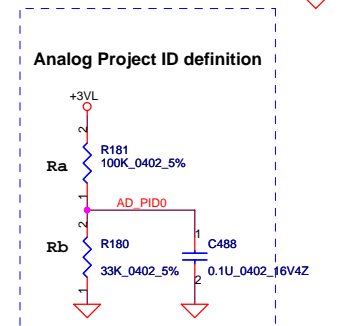 Analog Project ID definition
+3VL
2
Ra
R181
100K_0402_5%
1
AD_PID0
2
Rb
R180
33K_0402_5%
1
1
C488
0.1U_0402_16V4Z
2